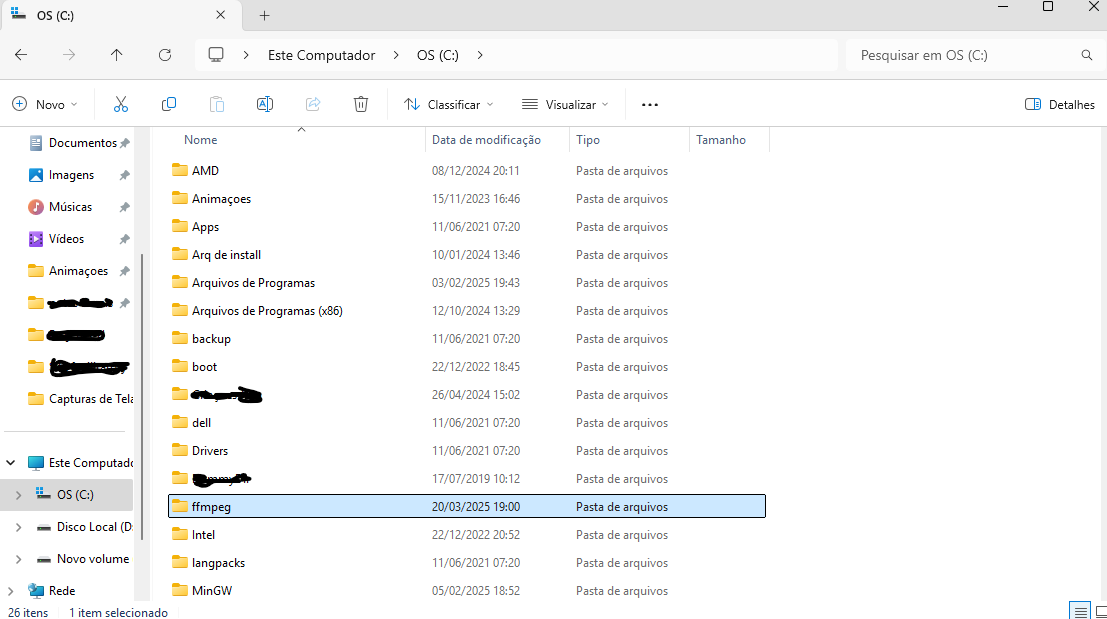 OS (C:)
Este Computador OS (C:) Pesquisar em OS (C:)
Novo Classificar Visualizar Detalhes
Documentos
Imagens
Músicas
Vídeos
Animaçoes
Capturas de Tela
Este Computado
OS (C:)
Disco Local (D:
Novo volume
Rede
Nome Data de modificação Tipo Tamanho
AMD 08/12/2024 20:11 Pasta de arquivos
Animaçoes 15/11/2023 16:46 Pasta de arquivos
Apps 11/06/2021 07:20 Pasta de arquivos
Arq de install 10/01/2024 13:46 Pasta de arquivos
Arquivos de Programas 03/02/2025 19:43 Pasta de arquivos
Arquivos de Programas (x86) 12/10/2024 13:29 Pasta de arquivos
backup 11/06/2021 07:20 Pasta de arquivos
boot 22/12/2022 18:45 Pasta de arquivos
26/04/2024 15:02 Pasta de arquivos
dell 11/06/2021 07:20 Pasta de arquivos
Drivers 11/06/2021 07:20 Pasta de arquivos
17/07/2019 10:12 Pasta de arquivos
ffmpeg 20/03/2025 19:00 Pasta de arquivos
Intel 22/12/2022 20:52 Pasta de arquivos
langpacks 11/06/2021 07:20 Pasta de arquivos
MinGW 05/02/2025 18:52 Pasta de arquivos
26 itens 1 item selecionado